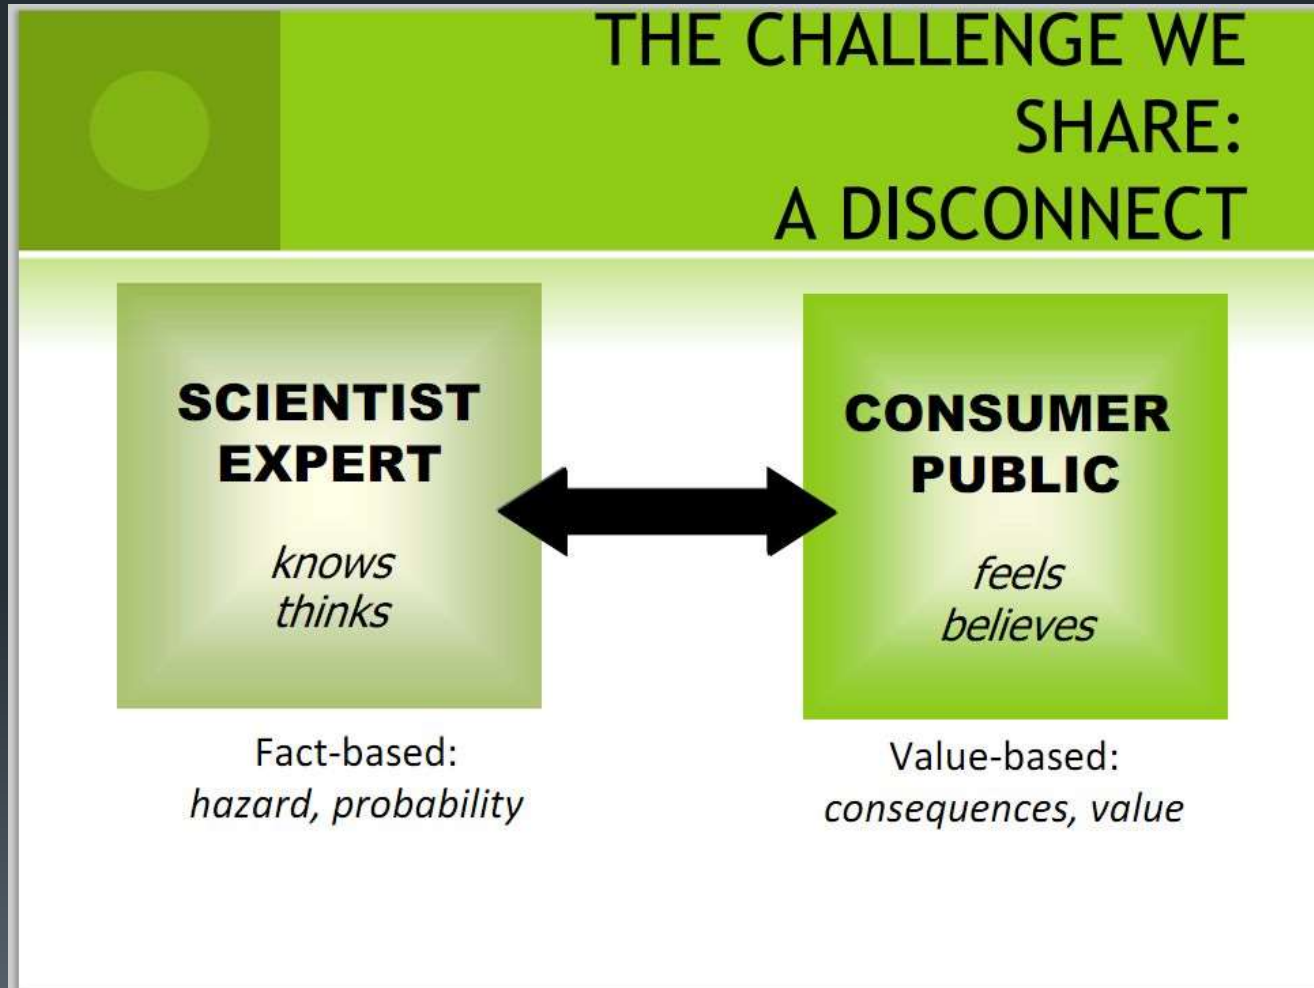 THE CHALLENGE WE
SHARE:
A DISCONNECT
SCIENTIST
EXPERT
knows
thinks
Fact-based:
hazard, probability
CONSUMER
PUBLIC
feels
believes
Value-based:
consequences, value